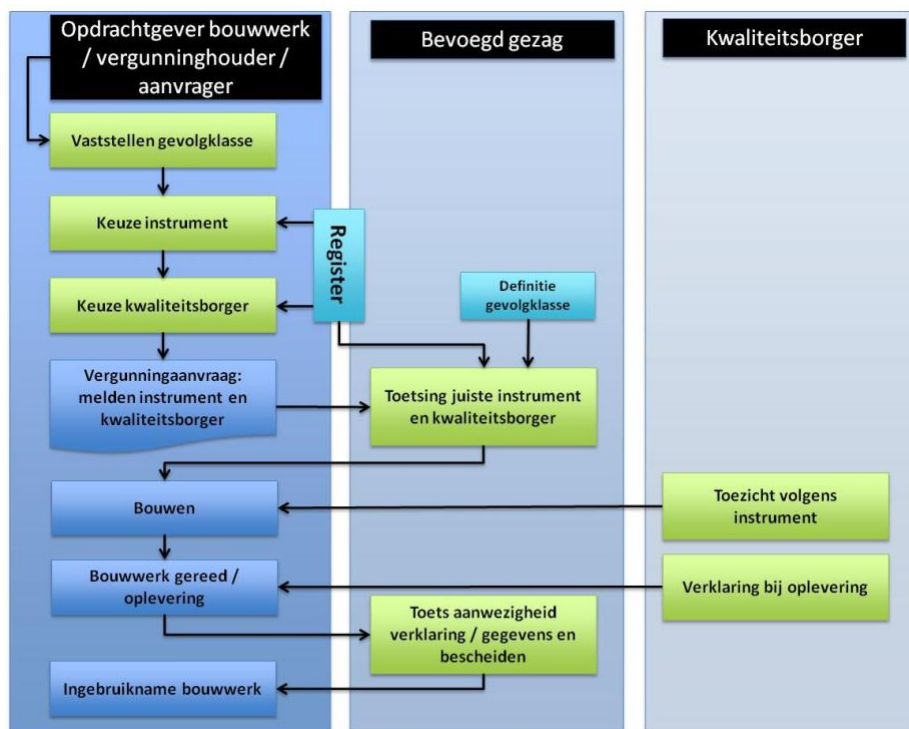 Opdrachtgever bouwwerk
/ vergunninghouder /
aanvrager
Bevoegd gezag
Kwaliteitsborger
Vaststellen gevolgklasse
Keuze instrument
Register
Keuze kwaliteitsborger
Definitie
gevolgklasse
Vergunningaanvraag:
melden instrument en
kwaliteitsborger
Toetsing juiste instrument
en kwaliteitsborger
Bouwen
Toezicht volgens
instrument
Bouwwerk gereed /
oplevering
Verklaring bij oplevering
Toets aanwezigheid
verklaring / gegevens en
bescheiden
Ingebruikname bouwwerk